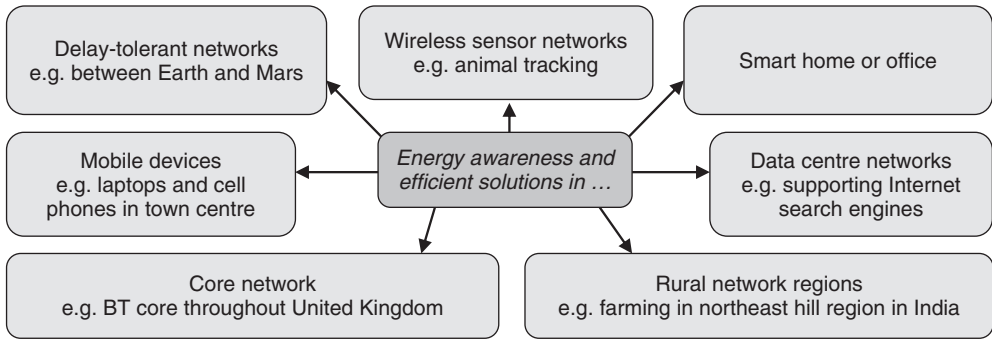 Delay-tolerant networks
e.g. between Earth and Mars
Wireless sensor networks
e.g. animal tracking
Smart home or office
Mobile devices
e.g. laptops and cell
phones in town centre
Energy awareness and
efficient solutions in …
Data centre networks
e.g. supporting Internet
search engines
Core network
e.g. BT core throughout United Kingdom
Rural network regions
e.g. farming in northeast hill region in India